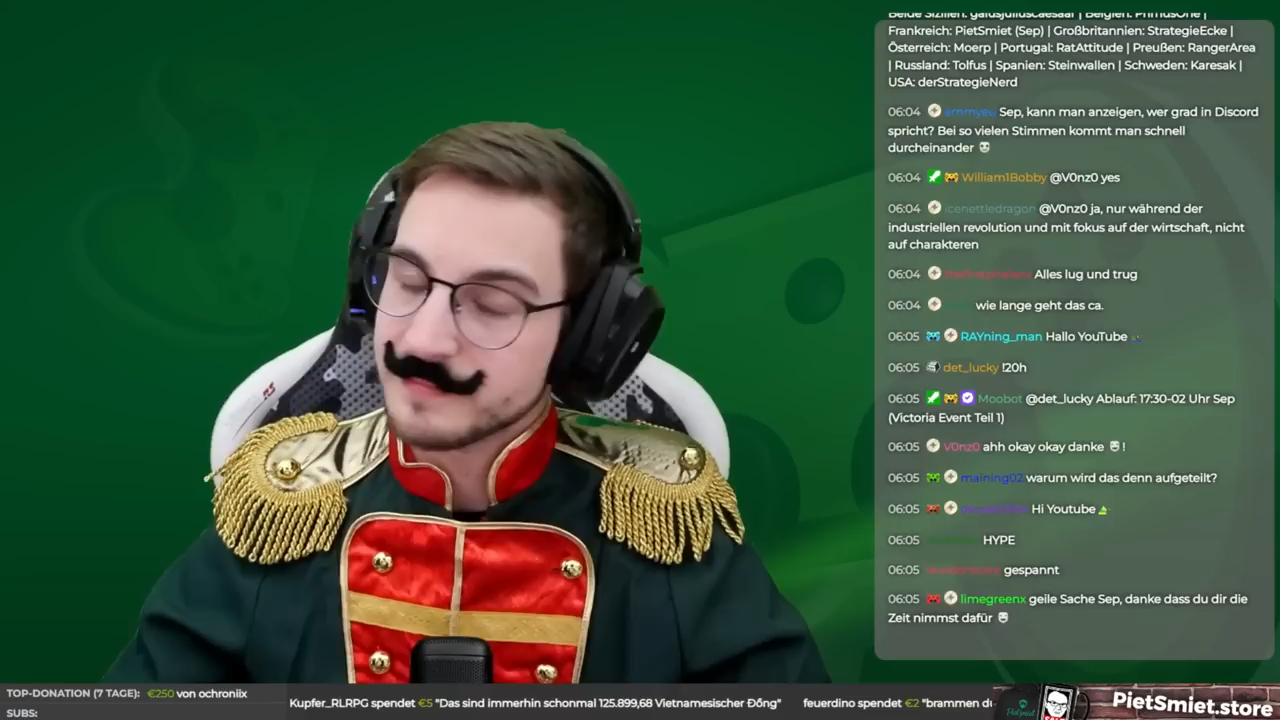 Beide Sizilien: gaiusjuliuscaesaar | Belgien: PrimusOne |
Frankreich: PietSmiet (Sep) | Großbritannien: StrategieEcke |
Österreich: Moerp | Portugal: RatAttitude | Preußen: RangerArea
| Russland: Tolfus | Spanien: Steinwallen | Schweden: Karesak |
USA: derStrategieNerd
06:04 Sep, kann man anzeigen, wer grad in Discord
spricht? Bei so vielen Stimmen kommt man schnell
durcheinander
06:04 William1Bobby @V0nz0 yes
06:04 icenettledragon @V0nz0 ja, nur während der
industriellen revolution und mit fokus auf der wirtschaft, nicht
auf charakteren
06:04 Alles lug und trug
06:04 wie lange geht das ca.
06:05 RAYning_man Hallo YouTube
06:05 det_lucky !20h
06:05 Moobot @det_lucky Ablauf: 17:30-02 Uhr Sep
(Victoria Event Teil 1)
06:05 V0nz0 ahh okay okay danke !
06:05 maining02 warum wird das denn aufgeteilt?
06:05 Hi Youtube
06:05 HYPE
06:05 gespannt
06:05 limegreenx geile Sache Sep, danke dass du dir die
Zeit nimmst dafür
TOP-DONATION (7 TAGE): €250 von ochroniix
SUBS:
Kupfer_RLRPG spendet €5 "Das sind immerhin schonmal 125.899,68 Vietnamesischer Đồng" feuerdino spendet €2 "brammen du
PietSmiet.store